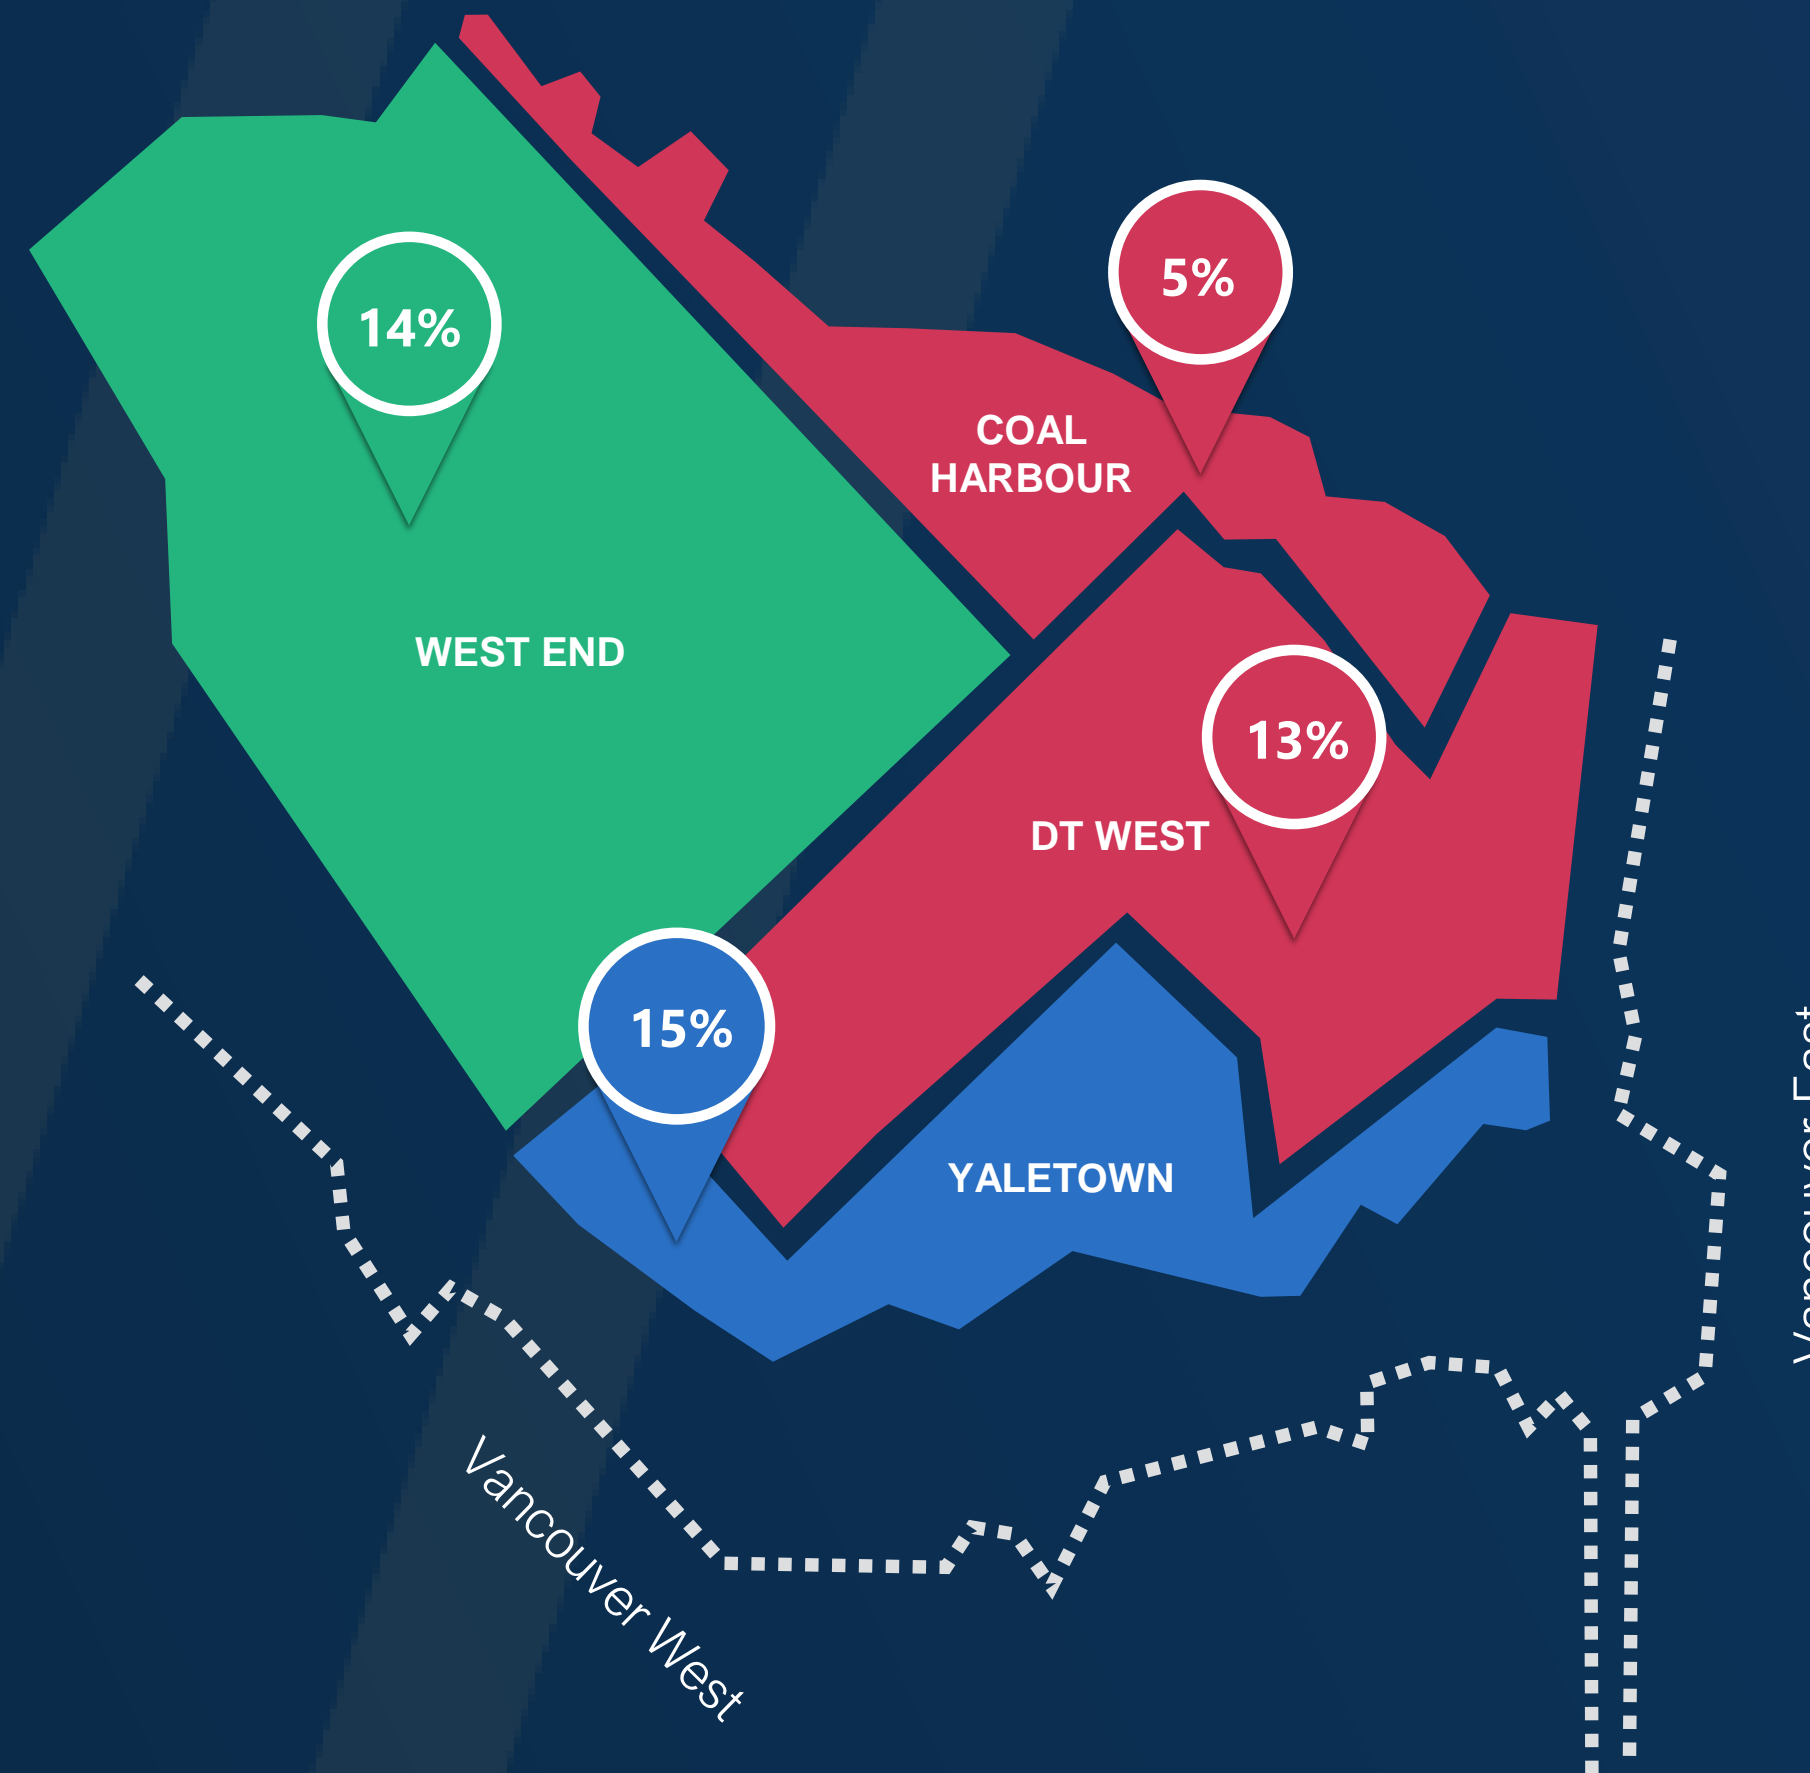 5%
14%
COAL
HARBOUR
WEST END
13%
DT WEST
15%
YALETOWN
Vancouver West